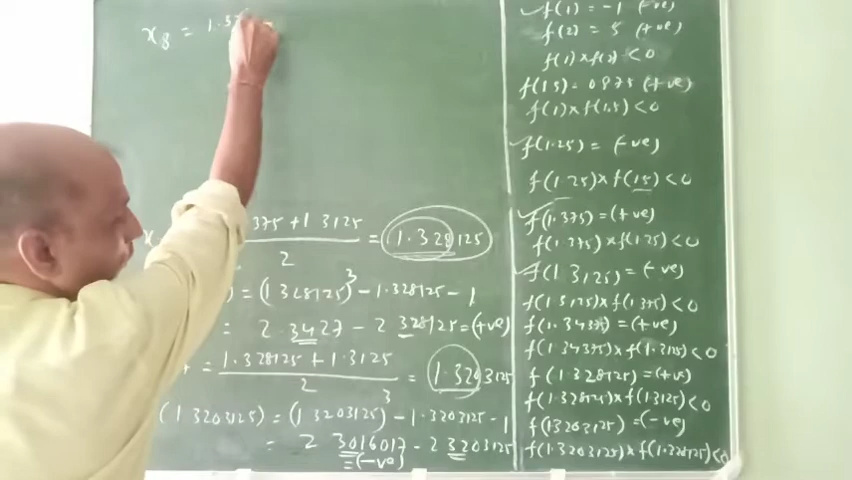 x₈ = 1.32
375 + 1.3125 / 2 = 1.328125
= (1.328125)³ - 1.328125 - 1
= 2.3427 - 2.328125 = (+ve)
= 1.328125 + 1.3125 / 2 = 1.3203125
(1.3203125) = (1.3203125)³ - 1.3203125 - 1
= 2.3016017 - 2.3203125
= (-ve)
f(1) = -1 (-ve)
f(2) = 5 (+ve)
f(1)×f(2) < 0
f(1.5) = 0.875 (+ve)
f(1)×f(1.5) < 0
f(1.25) = (-ve)
f(1.25)×f(1.5) < 0
f(1.375) = (+ve)
f(1.375)×f(1.25) < 0
f(1.3125) = (-ve)
f(1.3125)×f(1.375) < 0
f(1.34375) = (+ve)
f(1.34375)×f(1.3125) < 0
f(1.328125) = (+ve)
f(1.328125)×f(1.3125) < 0
f(1.3203125) = (-ve)
f(1.3203125)×f(1.328125) < 0